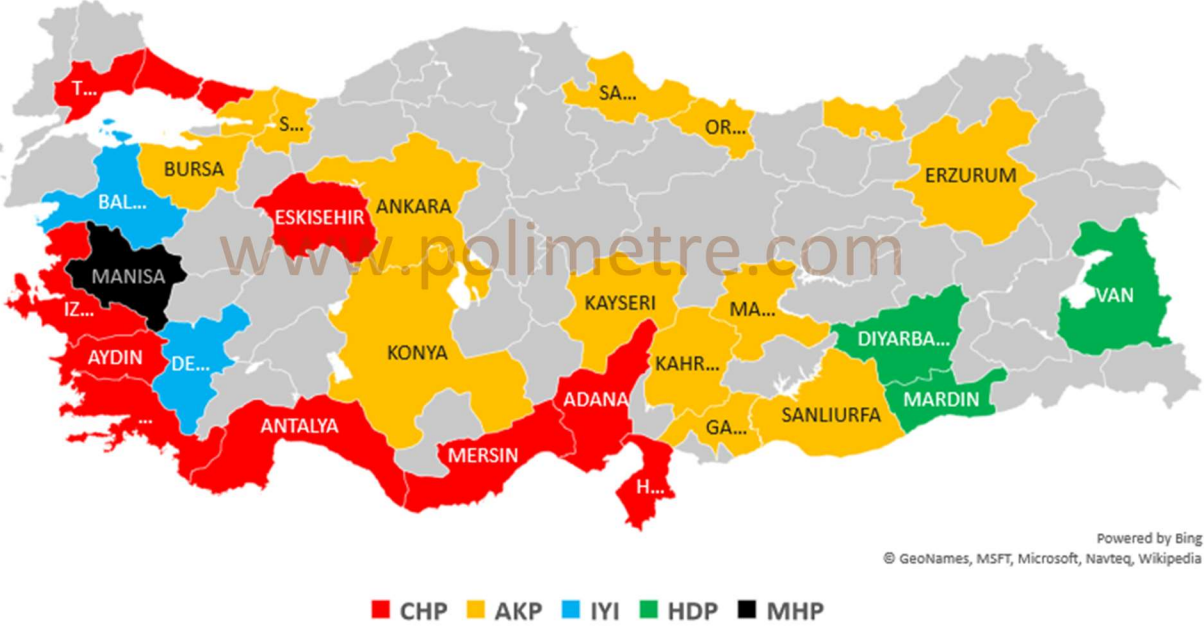 T...
SA...
S...
OR...
BURSA
ERZURUM
BAL...
ESKISEHIR
ANKARA
www.polimetre.com
MANISA
VAN
IZ...
KAYSERI
MA...
DIYARBA...
AYDIN
DE...
KONYA
KAHR...
ADANA
MARDIN
...
ANTALYA
GA...
SANLIURFA
MERSIN
H...
Powered by Bing
© GeoNames, MSFT, Microsoft, Navteq, Wikipedia
CHP AKP IYI HDP MHP